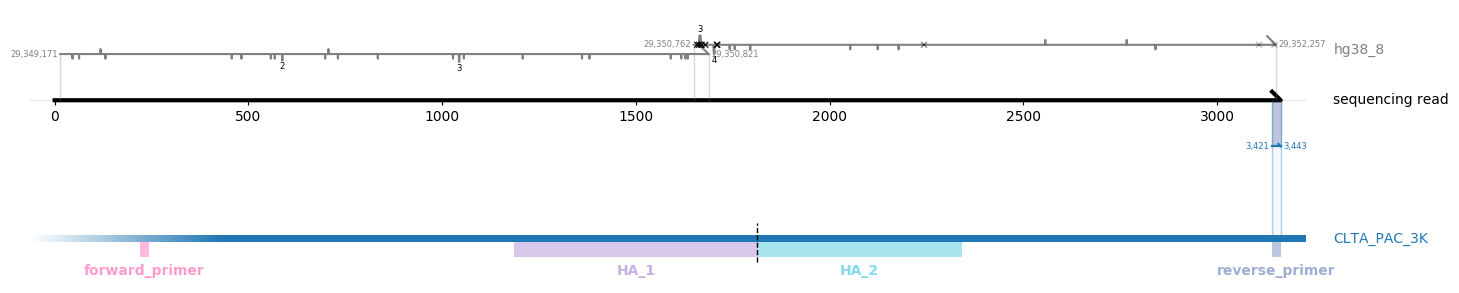 3
29,350,762
29,352,257
hg38_8
29,349,171
29,350,821
2
3
4
sequencing read
0 500 1000 1500 2000 2500 3000
3,421 3,443
CLTA_PAC_3K
forward_primer HA_1 HA_2 reverse_primer